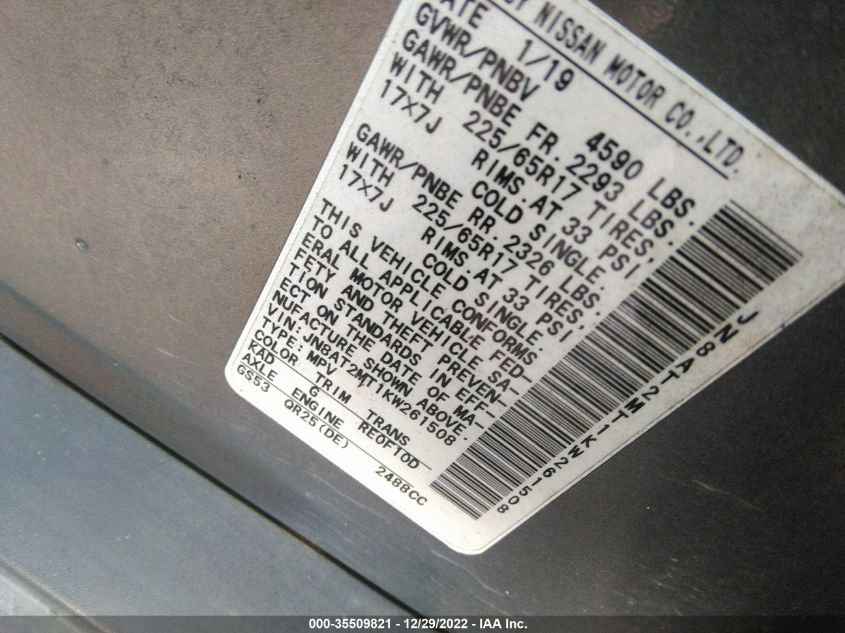 BY NISSAN MOTOR CO.,LTD.
DATE 1/19
GVWR/PNBV 4590 LBS.
GAWR/PNBE FR. 2293 LBS.
WITH 225/65R17 TIRES,
17X7J RIMS. AT 33 PSI
COLD SINGLE
GAWR/PNBE RR. 2326 LBS.
WITH 225/65R17 TIRES,
17X7J RIMS. AT 33 PSI
COLD SINGLE
THIS VEHICLE CONFORMS
TO ALL APPLICABLE FED-
ERAL MOTOR VEHICLE SA-
FETY AND THEFT PREVEN-
TION STANDARDS IN EFF-
ECT ON THE DATE OF MA-
NUFACTURE SHOWN ABOVE.
VIN: JN8AT2MT1KW261508
TYPE: MPV
COLOR TRIM TRANS
KAD G RE0FT0D
AXLE ENGINE
GS53 QR25(DE) 2488CC
JN8AT2MT1KW261508
000-35509821 - 12/29/2022 - IAA Inc.